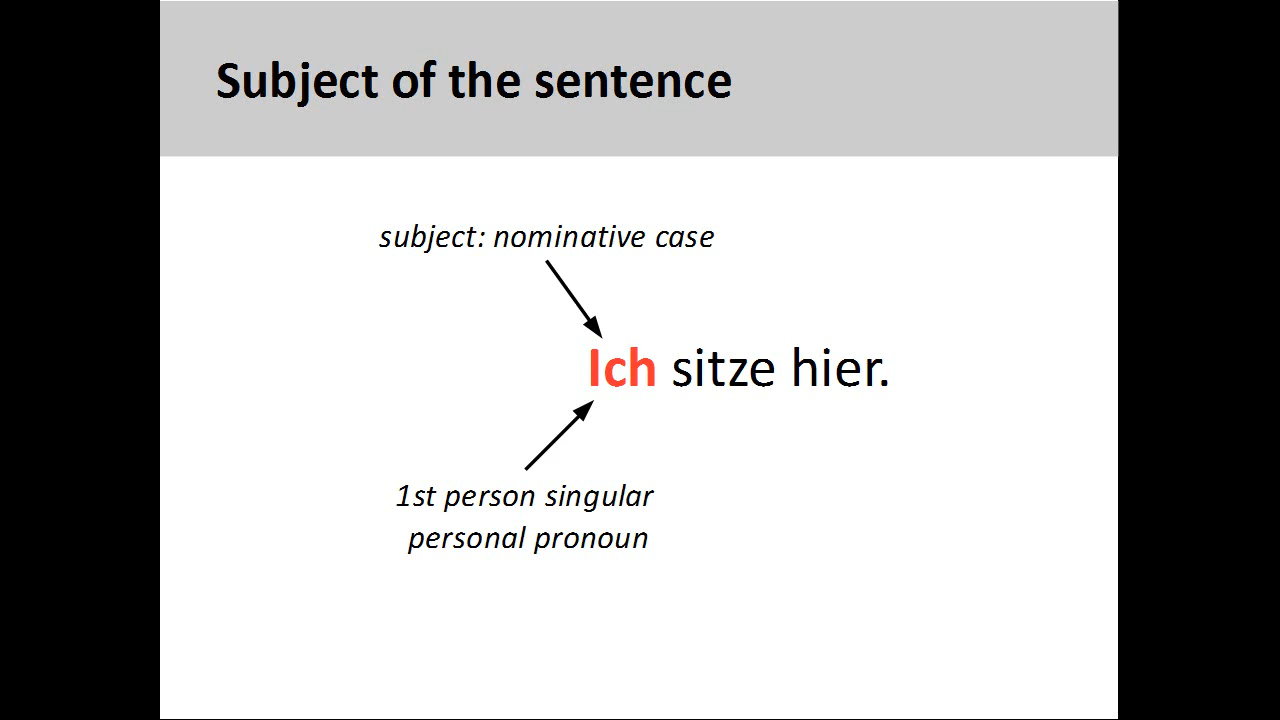 Subject of the sentence
subject: nominative case
Ich sitze hier.
1st person singular
personal pronoun